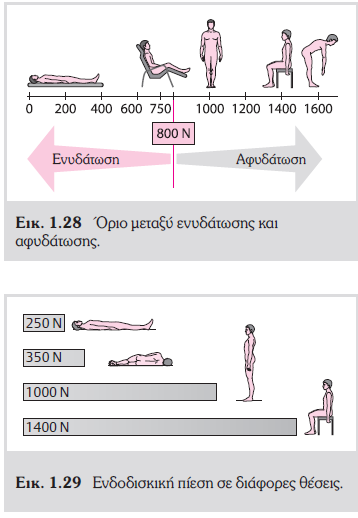 0 200 400 600 750 1000 1200 1400 1600
800 N
Ενυδάτωση Αφυδάτωση
Εικ. 1.28 Όριο μεταξύ ενυδάτωσης και
αφυδάτωσης.
250 N
350 N
1000 N
1400 N
Εικ. 1.29 Ενδοδισκική πίεση σε διάφορες θέσεις.